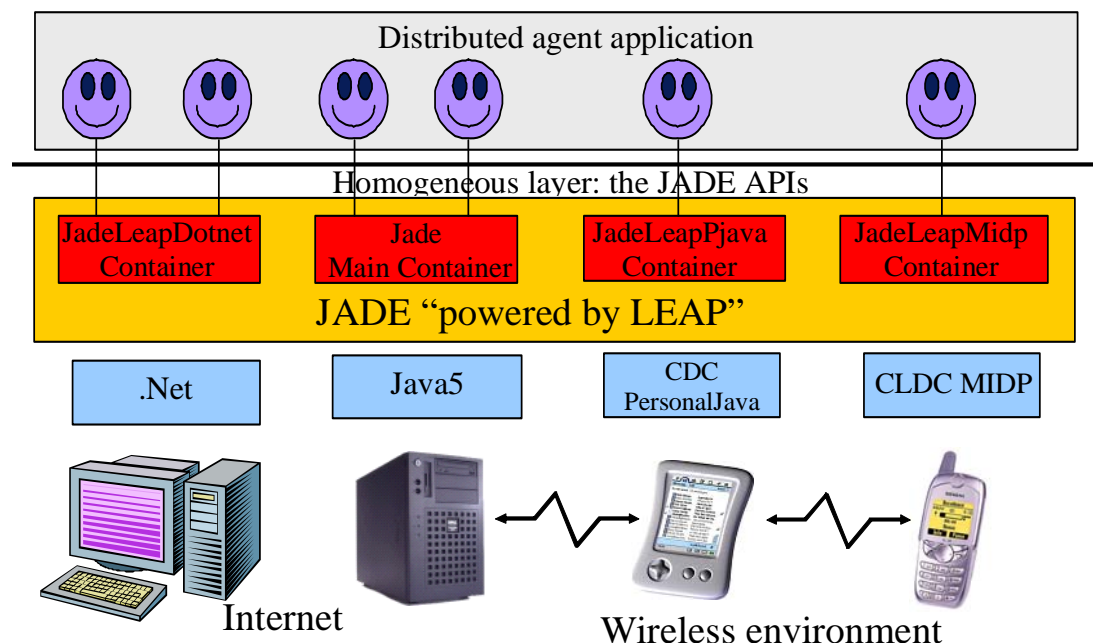 Distributed agent application
Homogeneous layer: the JADE APIs
JadeLeapDotnet
Container
Jade
Main Container
JadeLeapPjava
Container
JadeLeapMidp
Container
JADE “powered by LEAP”
.Net
Java5
CDC
PersonalJava
CLDC MIDP
Internet
Wireless environment